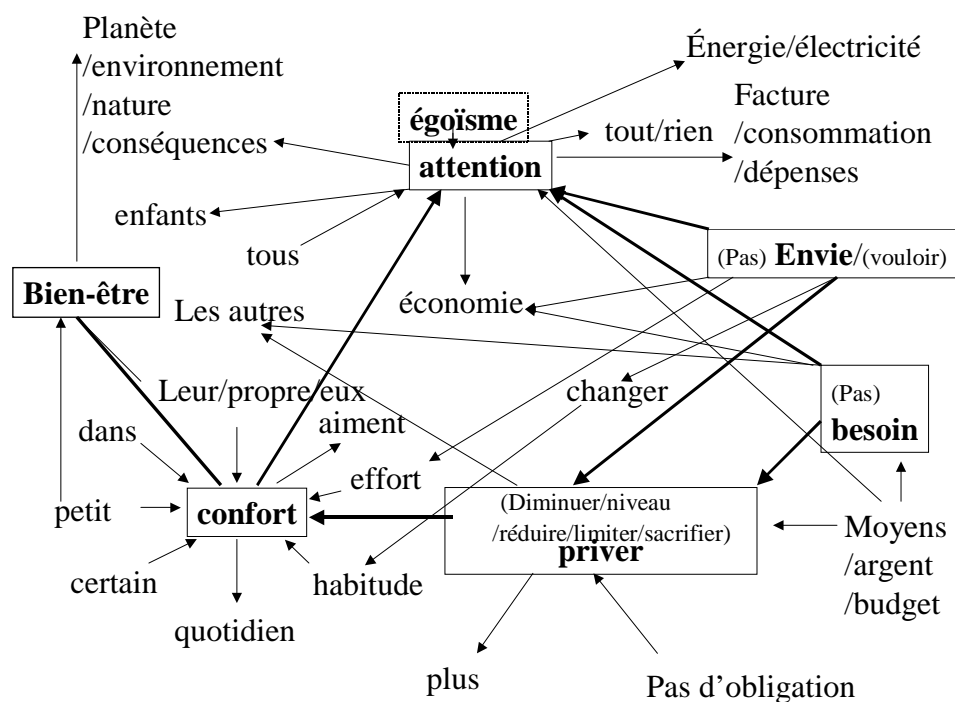 Planète
/environnement
/nature
/conséquences
Énergie/électricité
égoïsme
attention
tout/rien
Facture
/consommation
/dépenses
enfants
tous
(Pas) Envie/(vouloir)
Bien-être
Les autres
économie
Leur/propre/eux
aiment
changer
(Pas)
besoin
dans
effort
petit
confort
(Diminuer/niveau
/réduire/limiter/sacrifier)
priver
Moyens
/argent
/budget
certain
habitude
quotidien
plus
Pas d’obligation